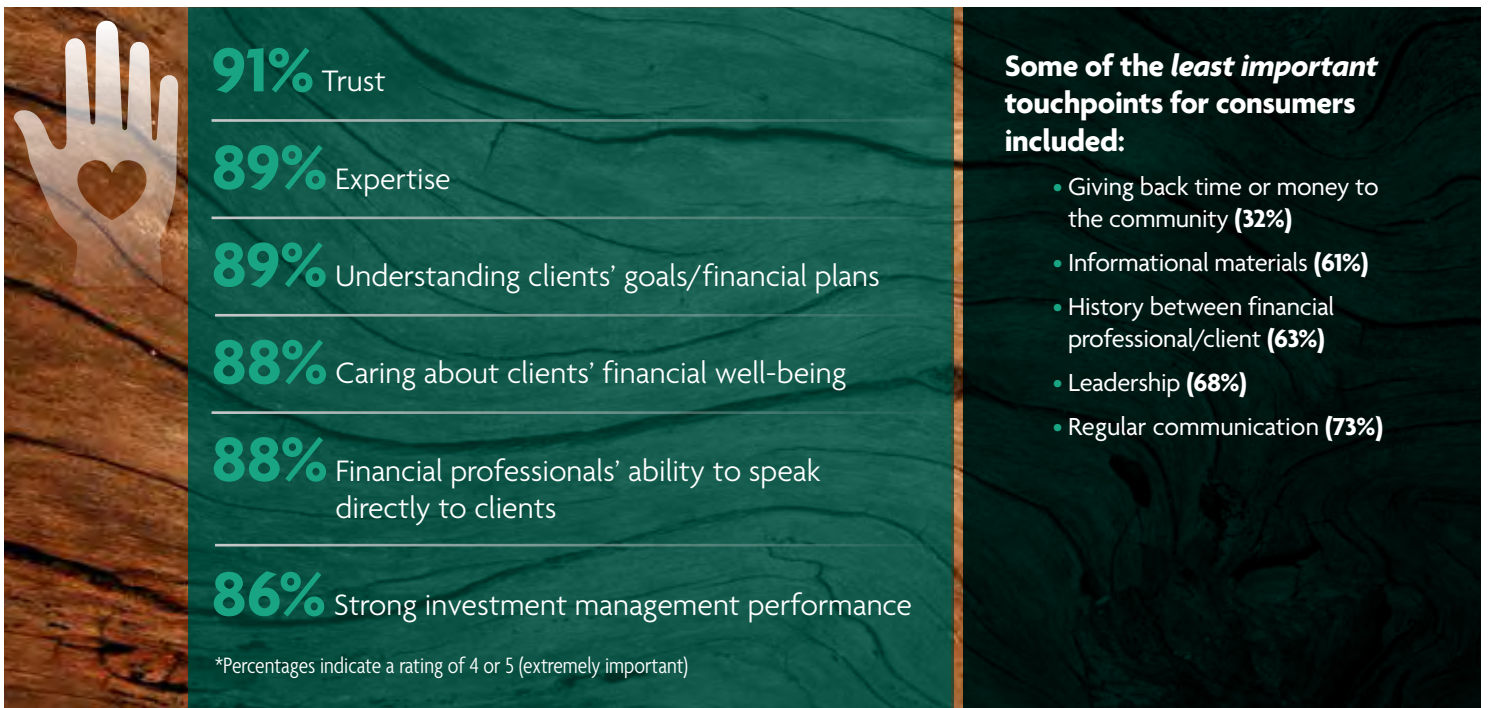 91% Trust
89% Expertise
89% Understanding clients’ goals/financial plans
88% Caring about clients’ financial well-being
88% Financial professionals’ ability to speak
directly to clients
86% Strong investment management performance
*Percentages indicate a rating of 4 or 5 (extremely important)
Some of the least important
touchpoints for consumers
included:
• Giving back time or money to
the community (32%)
• Informational materials (61%)
• History between financial
professional/client (63%)
• Leadership (68%)
• Regular communication (73%)